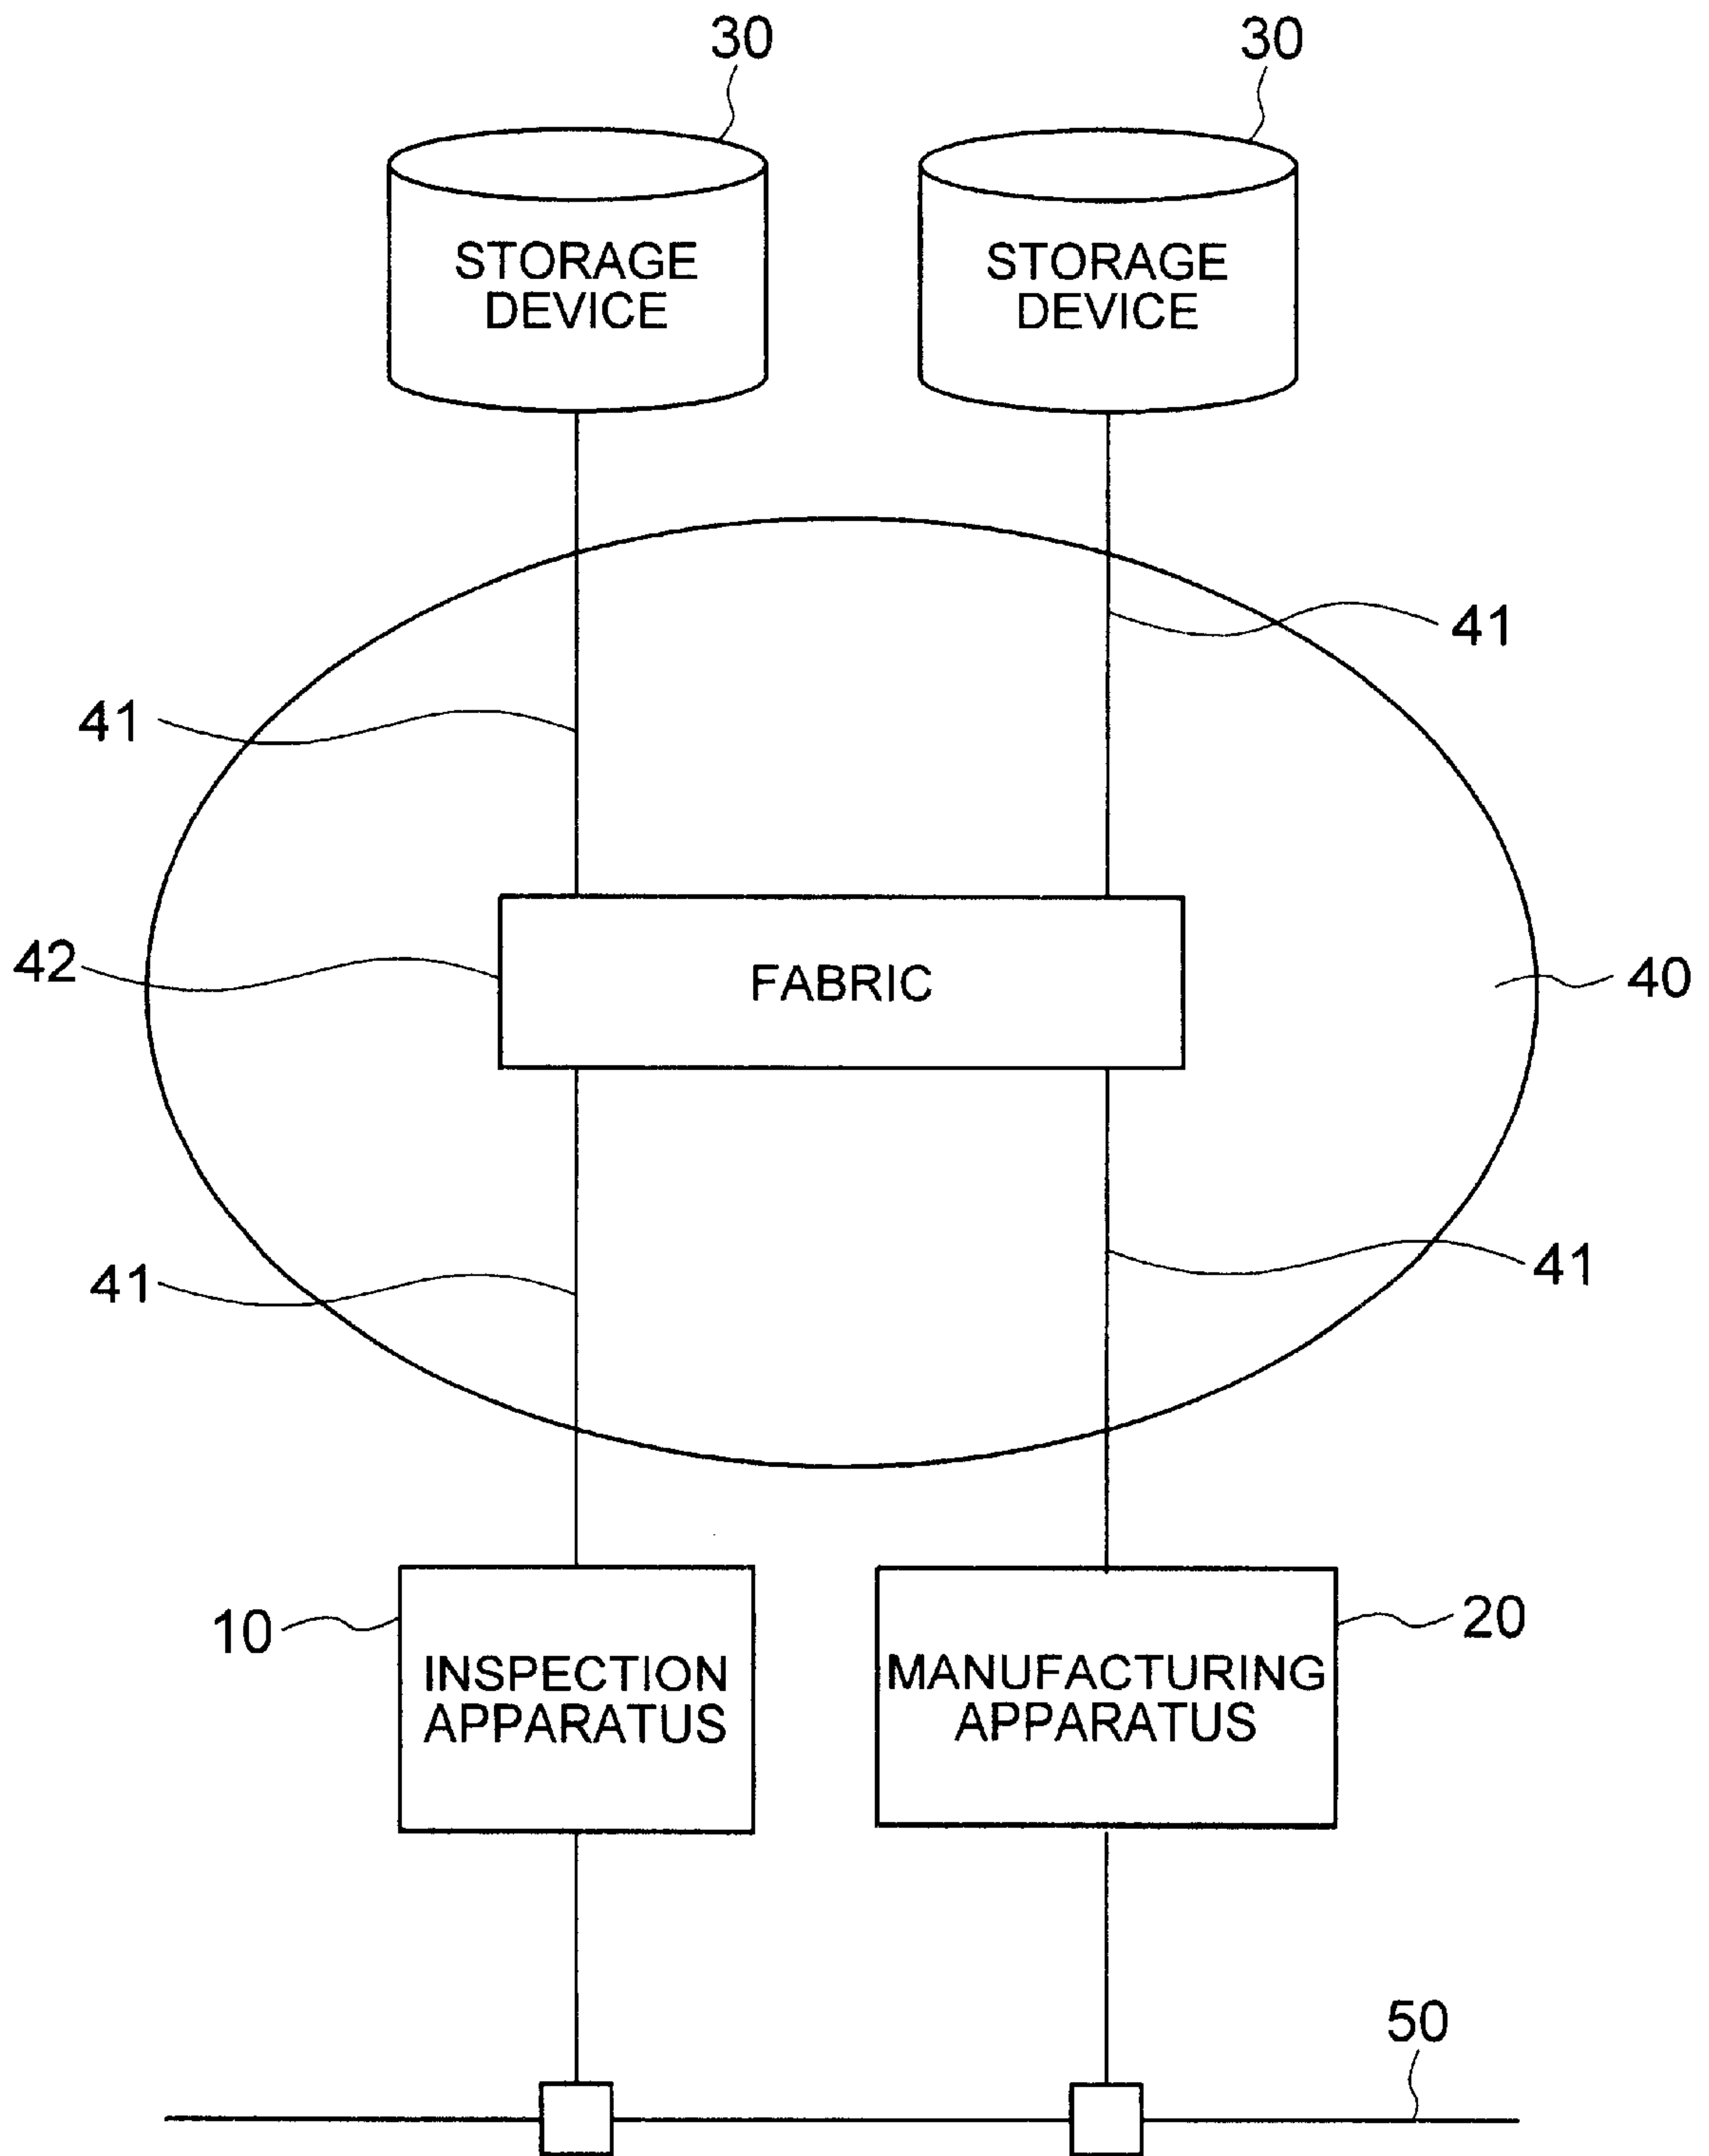 30
30
STORAGE
DEVICE
STORAGE
DEVICE
41
41
42
FABRIC
40
41
41
10
INSPECTION
APPARATUS
20
MANUFACTURING
APPARATUS
50